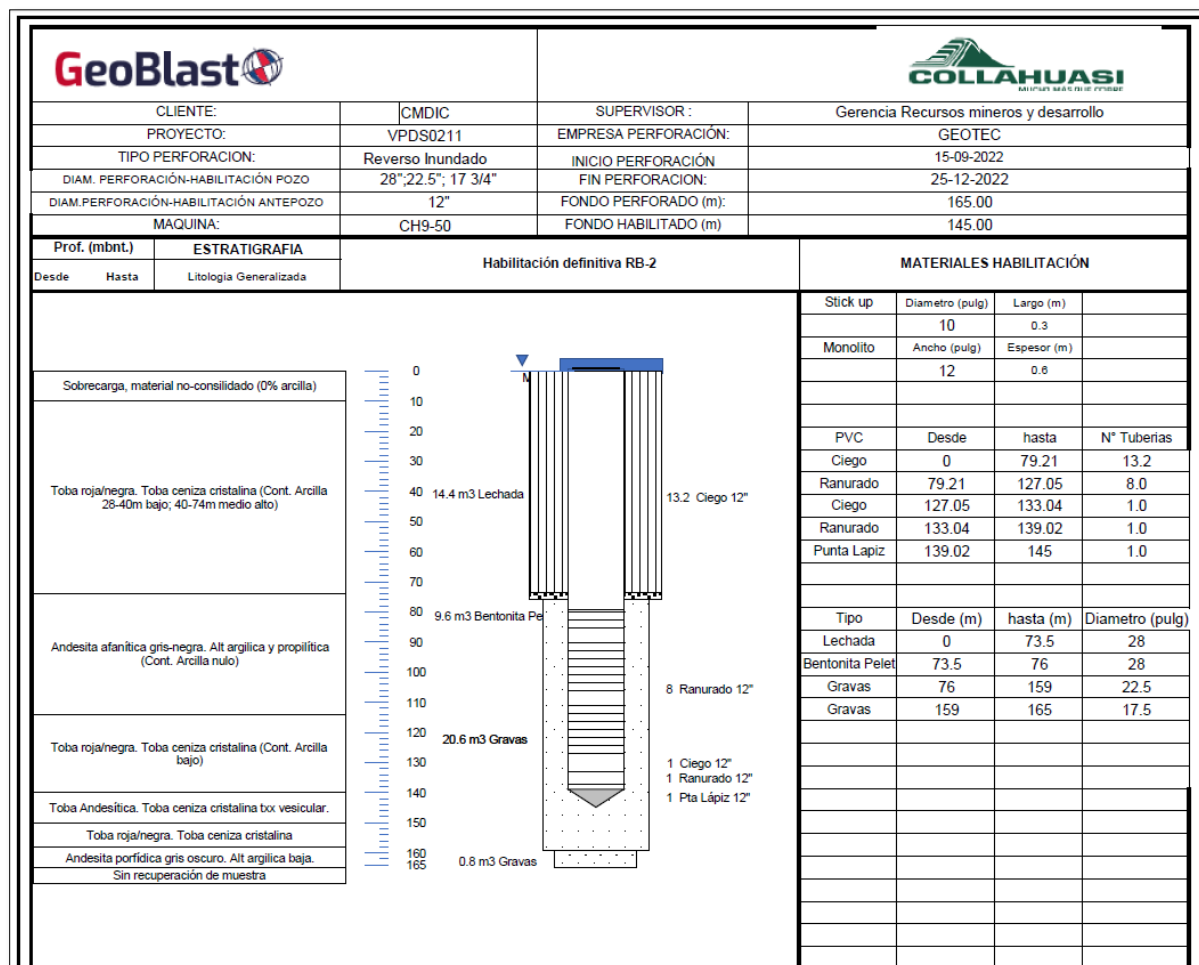 GeoBlast
COLLAHUASI
MUCHO MÁS QUE COBRE
CLIENTE: CMDIC SUPERVISOR : Gerencia Recursos mineros y desarrollo
PROYECTO: VPDS0211 EMPRESA PERFORACIÓN: GEOTEC
TIPO PERFORACION: Reverso Inundado INICIO PERFORACIÓN 15-09-2022
DIAM. PERFORACIÓN-HABILITACIÓN POZO 28";22.5"; 17 3/4" FIN PERFORACION: 25-12-2022
DIAM.PERFORACIÓN-HABILITACIÓN ANTEPOZO 12" FONDO PERFORADO (m): 165.00
MAQUINA: CH9-50 FONDO HABILITADO (m) 145.00
Prof. (mbnt.) ESTRATIGRAFIA Habilitación definitiva RB-2 MATERIALES HABILITACIÓN
Desde Hasta Litología Generalizada
Sobrecarga, material no-consilidado (0% arcilla)
Toba roja/negra. Toba ceniza cristalina (Cont. Arcilla
28-40m bajo; 40-74m medio alto)
Andesita afanítica gris-negra. Alt argilica y propilítica
(Cont. Arcilla nulo)
Toba roja/negra. Toba ceniza cristalina (Cont. Arcilla
bajo)
Toba Andesítica. Toba ceniza cristalina txx vesicular.
Toba roja/negra. Toba ceniza cristalina
Andesita porfídica gris oscuro. Alt argilica baja.
Sin recuperación de muestra
0
10
20
30
40
50
60
70
80
90
100
110
120
130
140
150
160
165
14.4 m3 Lechada
9.6 m3 Bentonita Pe
20.6 m3 Gravas
0.8 m3 Gravas
13.2 Ciego 12"
8 Ranurado 12"
1 Ciego 12"
1 Ranurado 12"
1 Pta Lápiz 12"
Stick up Diametro (pulg) Largo (m)
10 0.3
Monolito Ancho (pulg) Espesor (m)
12 0.6
PVC Desde hasta N° Tuberias
Ciego 0 79.21 13.2
Ranurado 79.21 127.05 8.0
Ciego 127.05 133.04 1.0
Ranurado 133.04 139.02 1.0
Punta Lapiz 139.02 145 1.0
Tipo Desde (m) hasta (m) Diametro (pulg)
Lechada 0 73.5 28
Bentonita Pelet 73.5 76 28
Gravas 76 159 22.5
Gravas 159 165 17.5